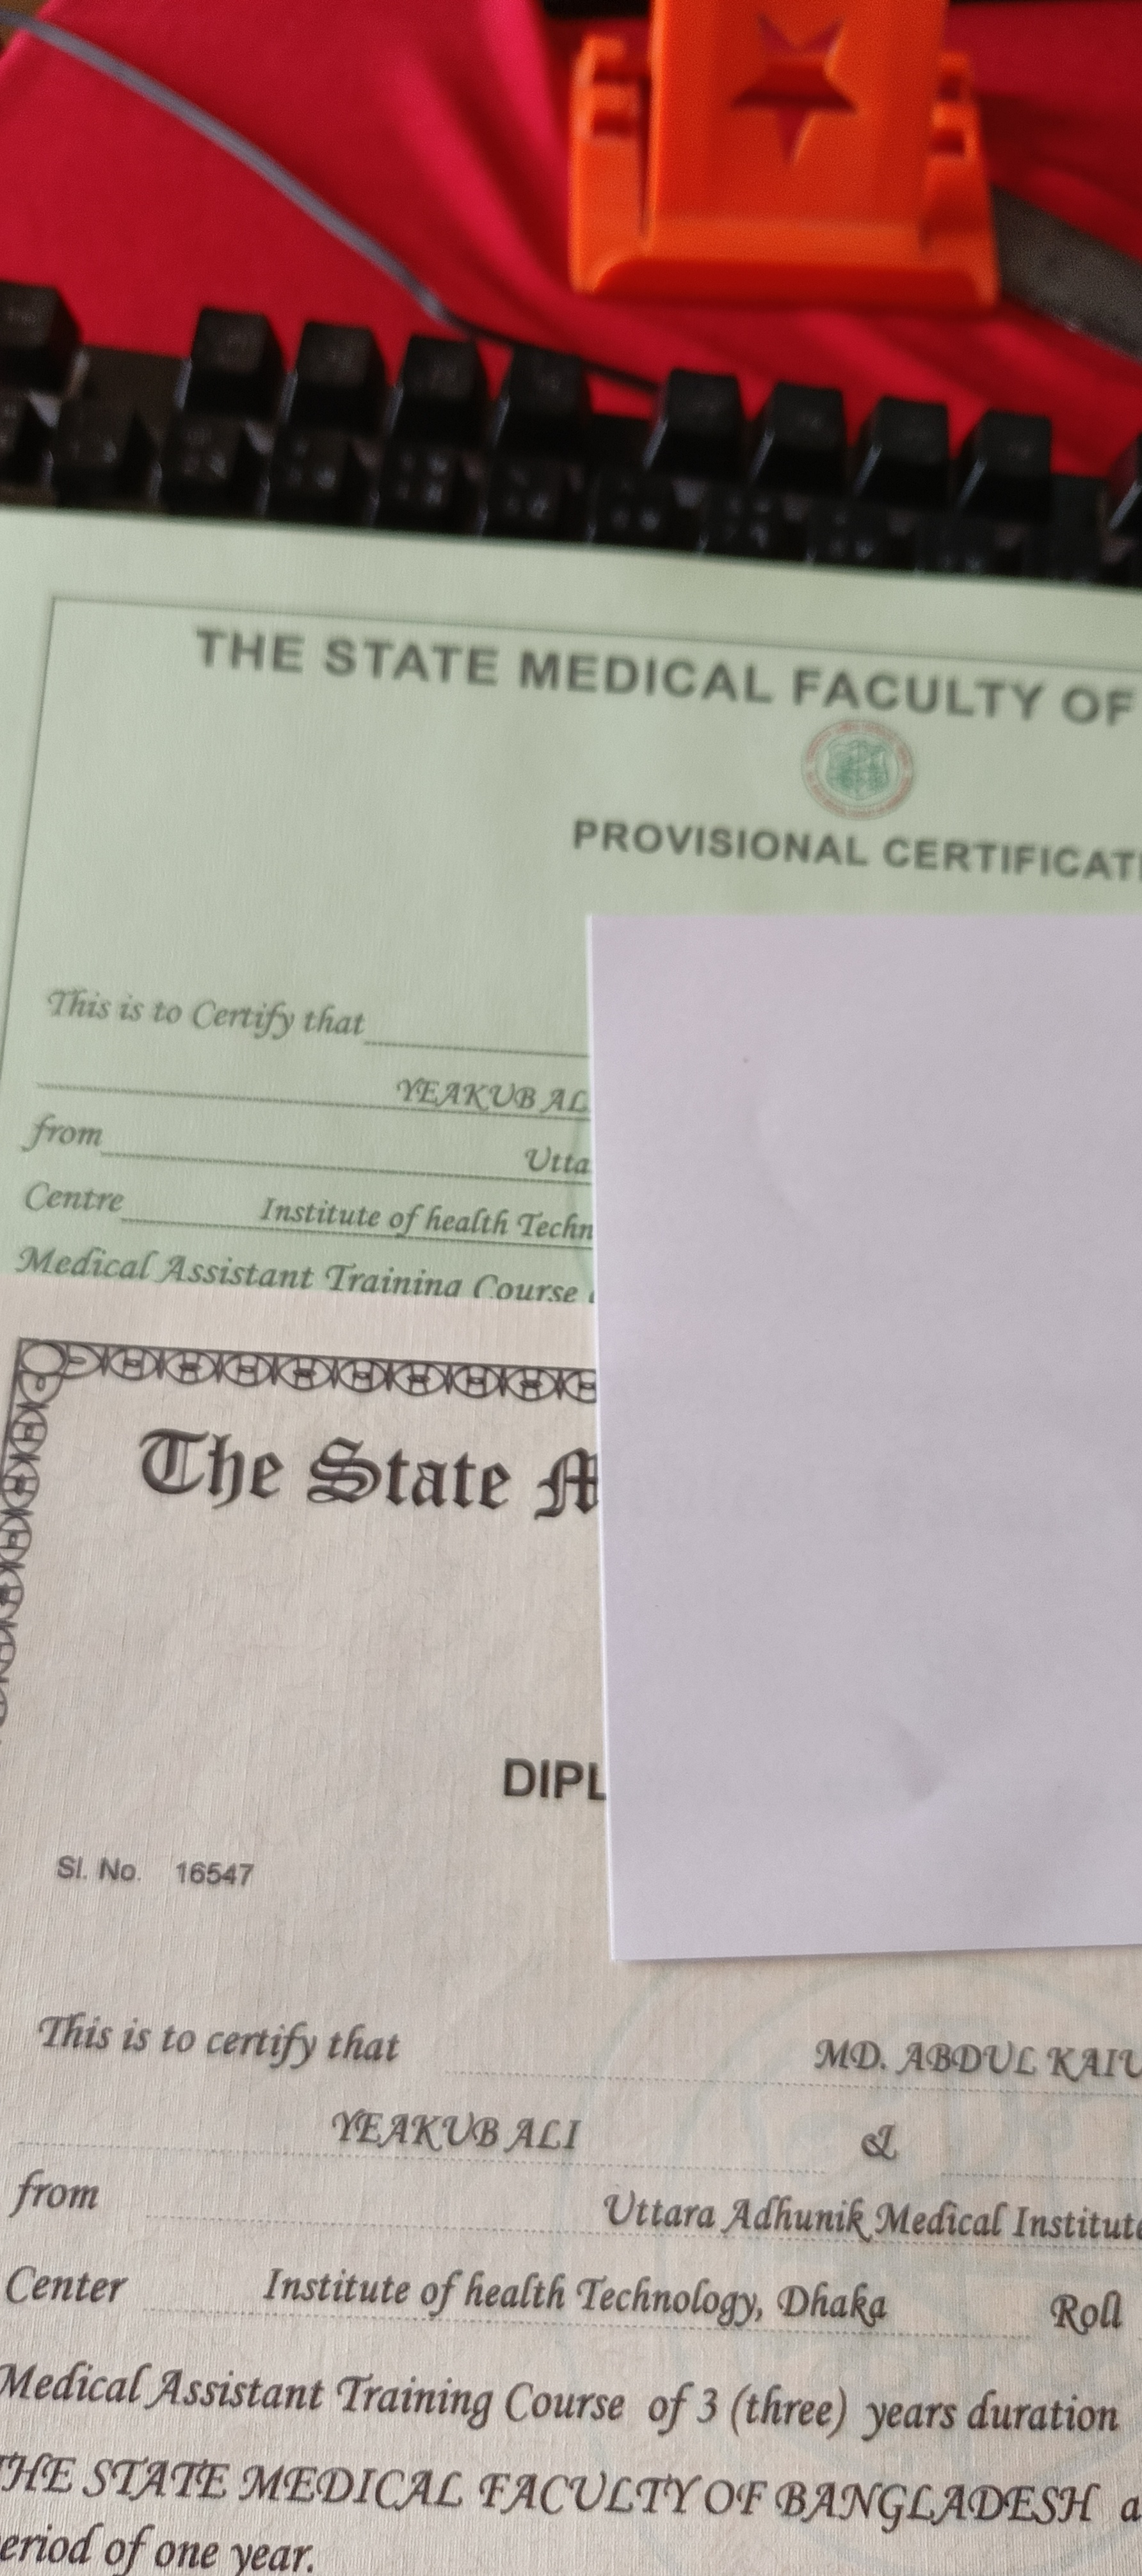 THE STATE MEDICAL FACULTY OF
PROVISIONAL CERTIFICATE
This is to Certify that
YEAKUB AL
from Utta
Centre Institute of health Techn
Medical Assistant Training Course
The State M
DIPL
Sl. No. 16547
This is to certify that MD. ABDUL KAIU
YEAKUB ALI &
from Uttara Adhunik Medical Institute
Center Institute of health Technology, Dhaka Roll
Medical Assistant Training Course of 3 (three) years duration
THE STATE MEDICAL FACULTY OF BANGLADESH a
eriod of one year.